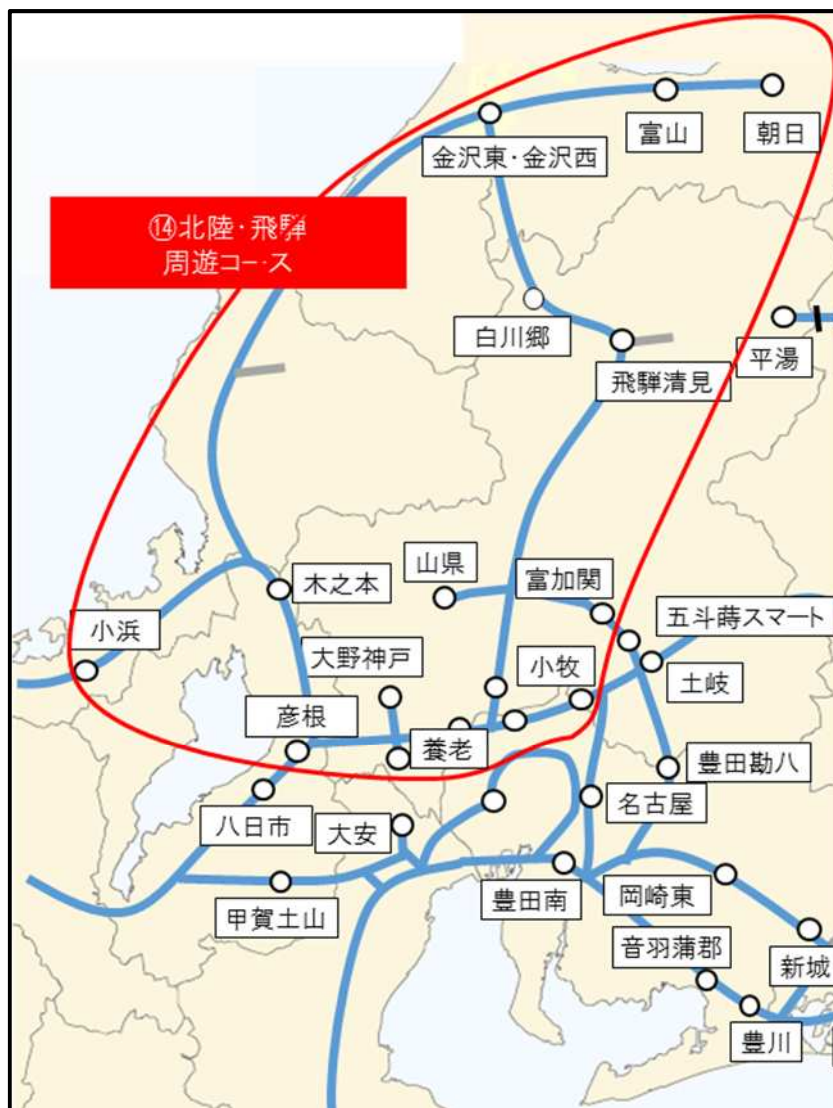 富山
朝日
金沢東・金沢西
⑭北陸・飛騨
周遊コース
白川郷
平湯
飛騨清見
山県
富加関
木之本
五斗蒔スマート
小浜
大野神戸
小牧
土岐
彦根
養老
豊田勘八
八日市
大安
名古屋
甲賀土山
豊田南
岡崎東
音羽蒲郡
新城
豊川